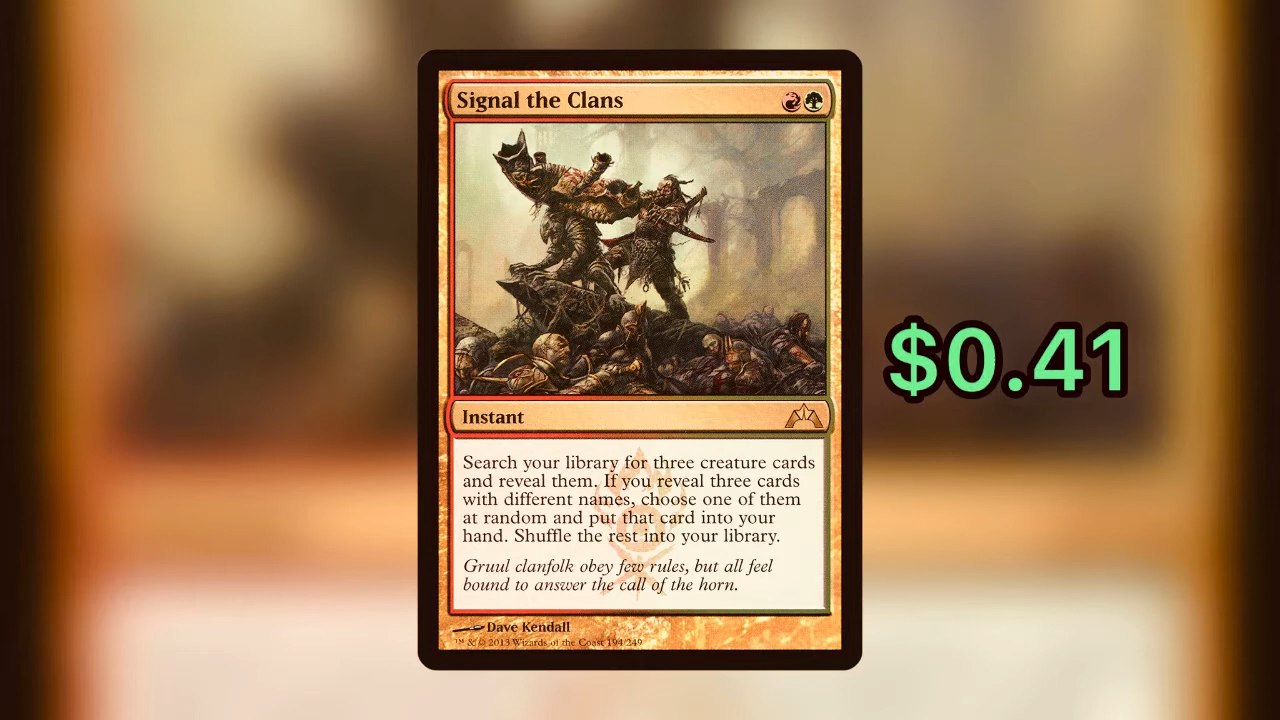 Signal the Clans
$0.41
Instant
Search your library for three creature cards
and reveal them. If you reveal three cards
with different names, choose one of them
at random and put that card into your
hand. Shuffle the rest into your library.
Gruul clanfolk obey few rules, but all feel
bound to answer the call of the horn.
Dave Kendall
™ & © 2013 Wizards of the Coast 194/249